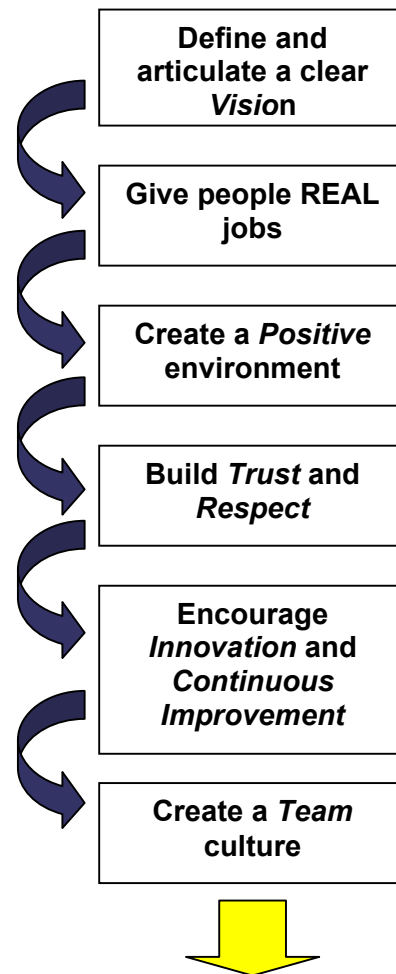 Define and
articulate a clear
Vision
Give people REAL
jobs
Create a Positive
environment
Build Trust and
Respect
Encourage
Innovation and
Continuous
Improvement
Create a Team
culture